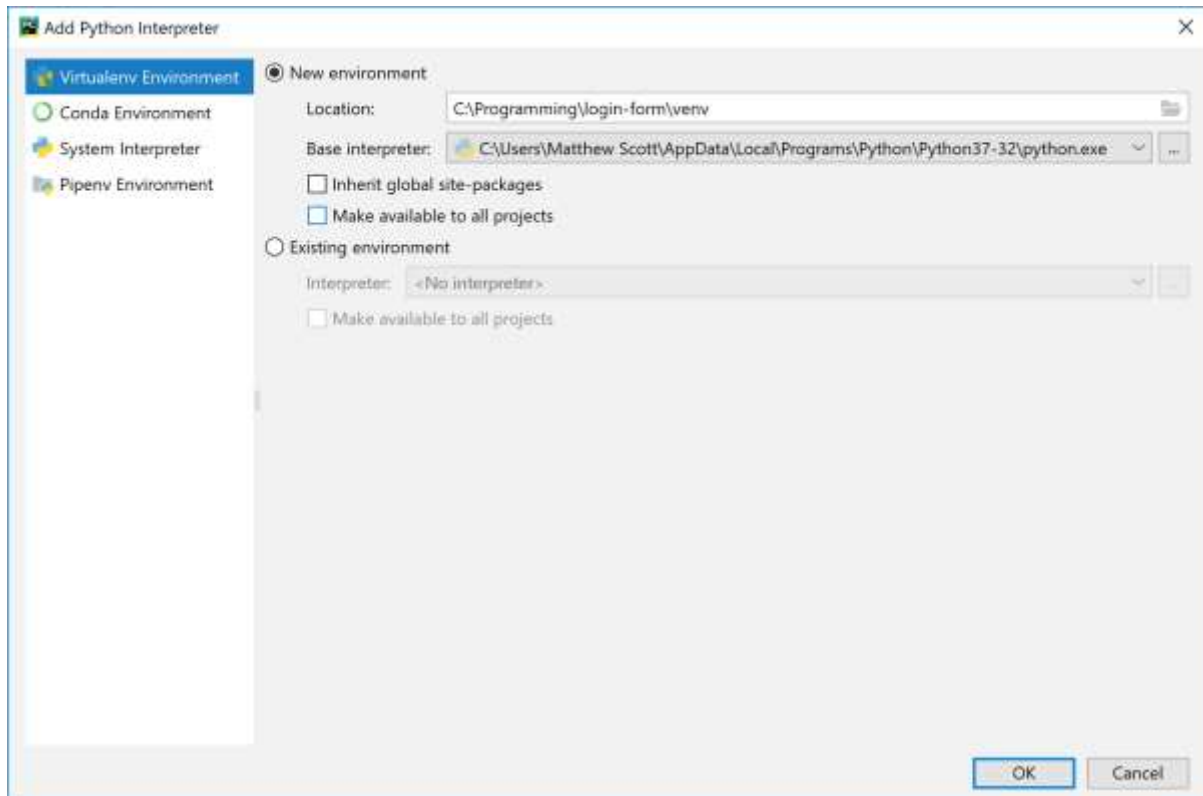 Add Python Interpreter
Virtualenv Environment
Conda Environment
System Interpreter
Pipenv Environment
New environment
Location: C:\Programming\login-form\venv
Base interpreter: C:\Users\Matthew Scott\AppData\Local\Programs\Python\Python37-32\python.exe ...
Inherit global site-packages
Make available to all projects
Existing environment
Interpreter: <No interpreter> ...
Make available to all projects
OK Cancel